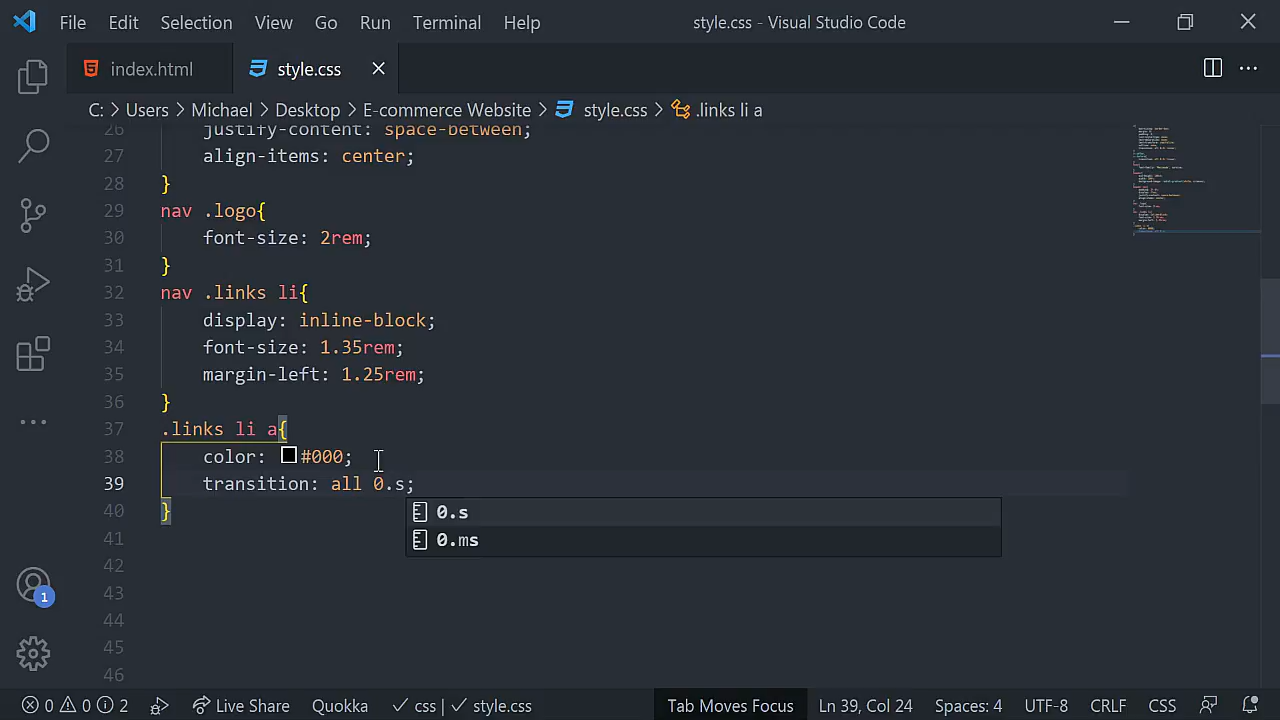 File Edit Selection View Go Run Terminal Help style.css - Visual Studio Code
index.html style.css
C: > Users > Michael > Desktop > E-commerce Website > style.css > .links li a
26 justify-content: space-between;
27 align-items: center;
28 }
29 nav .logo{
30 font-size: 2rem;
31 }
32 nav .links li{
33 display: inline-block;
34 font-size: 1.35rem;
35 margin-left: 1.25rem;
36 }
37 .links li a{
38 color: #000;
39 transition: all 0.s;
0.s
40 }
0.ms
41
42
43
44
45
46
1
0 0 2 Live Share Quokka css | style.css Tab Moves Focus Ln 39, Col 24 Spaces: 4 UTF-8 CRLF CSS